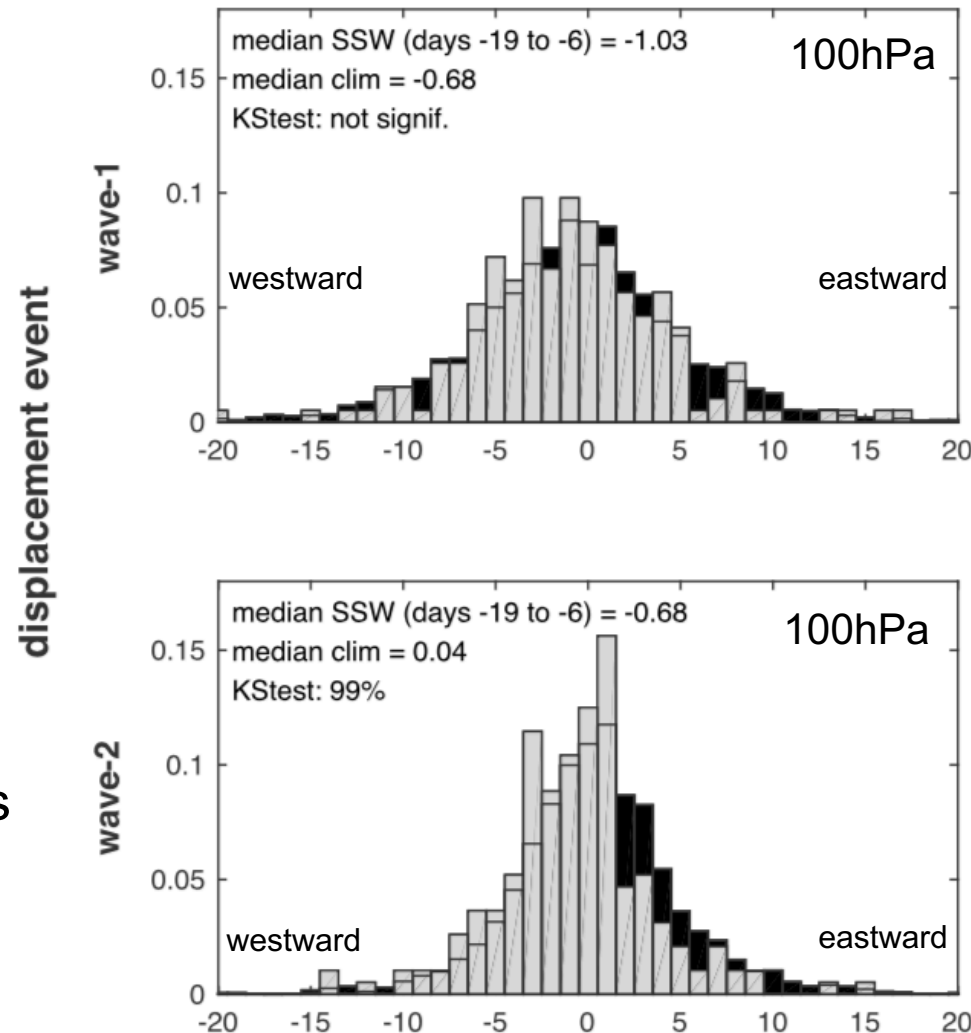 displacement event
wave-1
median SSW (days -19 to -6) = -1.03
median clim = -0.68
KStest: not signif.
100hPa
westward
eastward
0.15
0.1
0.05
0
-20 -15 -10 -5 0 5 10 15 20
s
wave-2
median SSW (days -19 to -6) = -0.68
median clim = 0.04
KStest: 99%
100hPa
westward
eastward
0.15
0.1
0.05
0
-20 -15 -10 -5 0 5 10 15 20